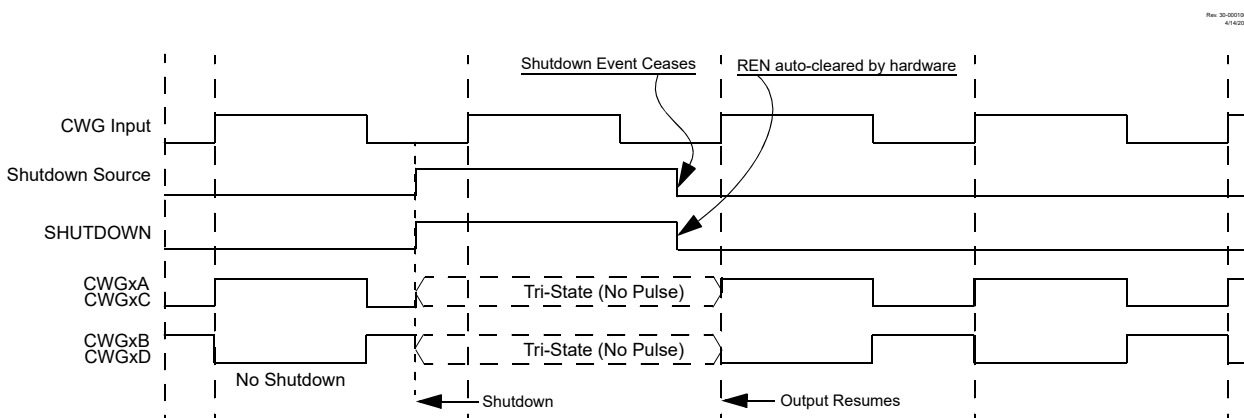 Rev. 30-00010
4/14/20
Shutdown Event Ceases
REN auto-cleared by hardware
CWG Input
Shutdown Source
SHUTDOWN
CWGxA
CWGxC
Tri-State (No Pulse)
CWGxB
CWGxD
Tri-State (No Pulse)
No Shutdown
Shutdown
Output Resumes